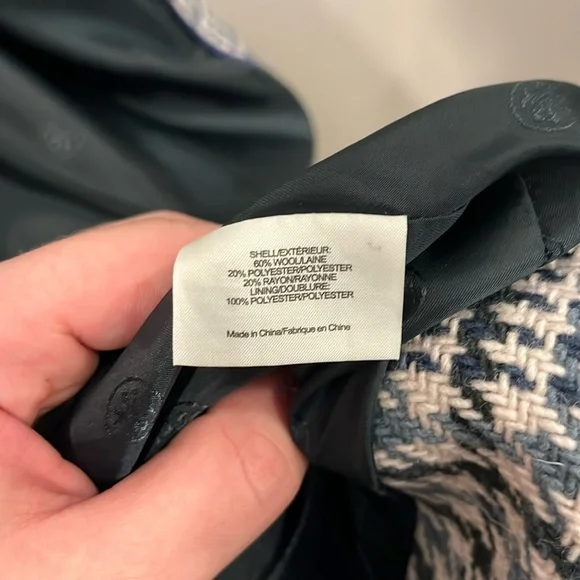 SHELL/EXTÉRIEUR:
60% WOOL/LAINE
20% POLYESTER/POLYESTER
20% RAYON/RAYONNE
LINING/DOUBLURE:
100% POLYESTER/POLYESTER
Made in China/Fabrique en Chine